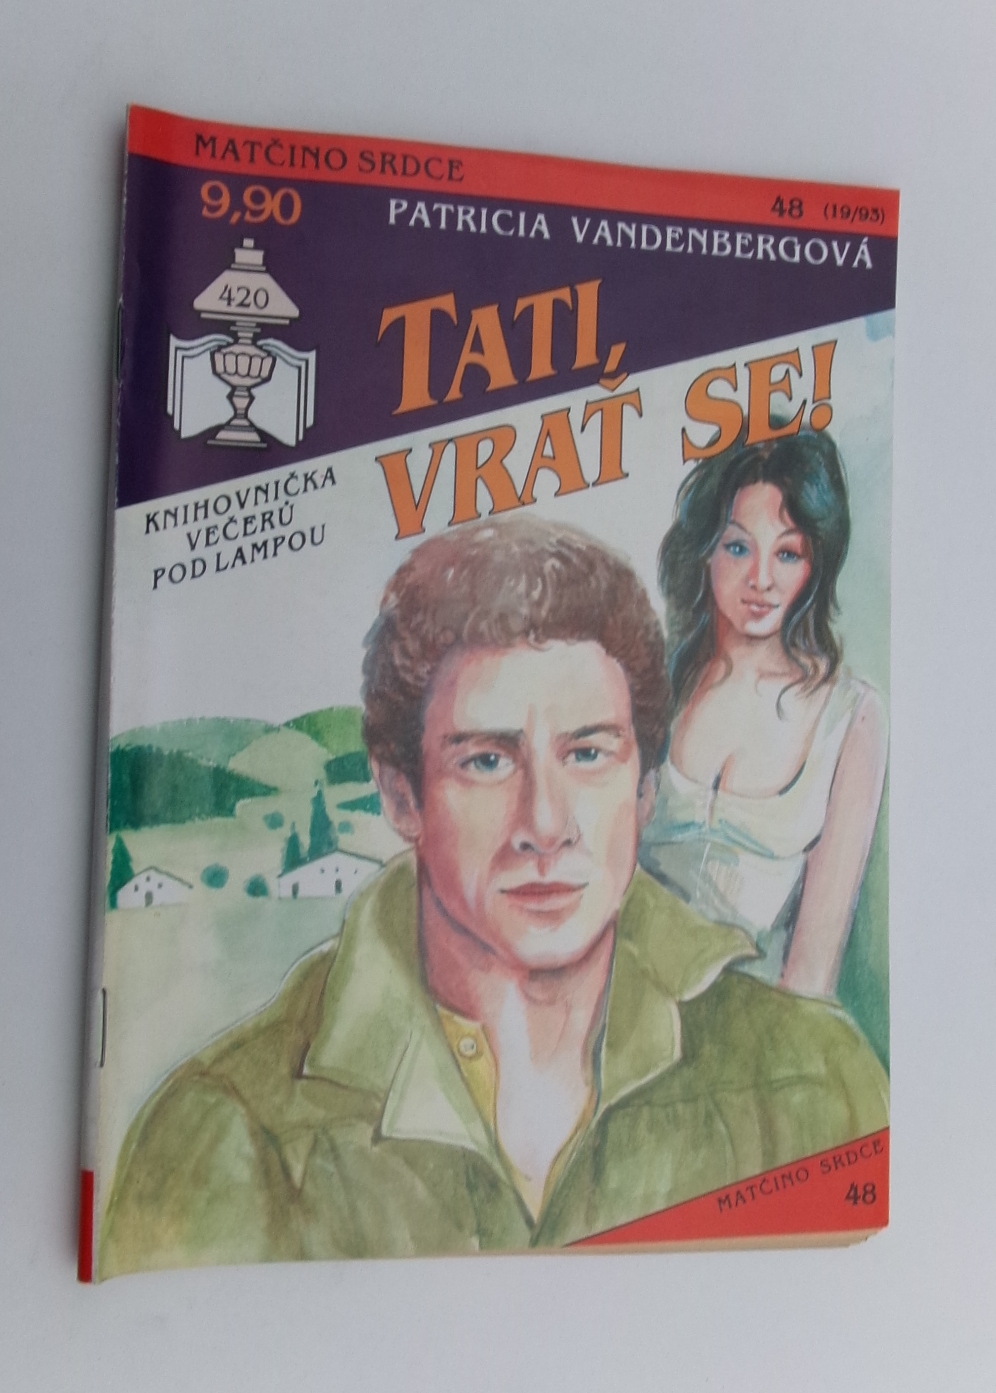 MATČINO SRDCE
48 (19/93)
9,90
PATRICIA VANDENBERGOVÁ
420
TATI,
VRAŤ SE!
KNIHOVNIČKA
VEČERŮ
POD LAMPOU
MATČINO SRDCE
48